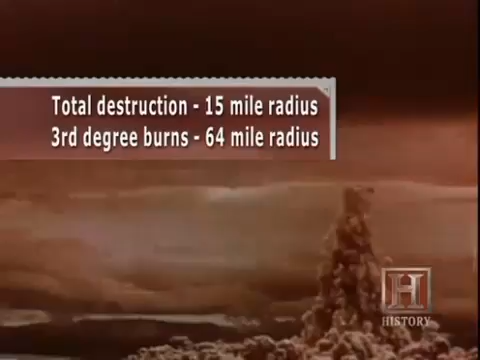 Total destruction - 15 mile radius
3rd degree burns - 64 mile radius
H
HISTORY